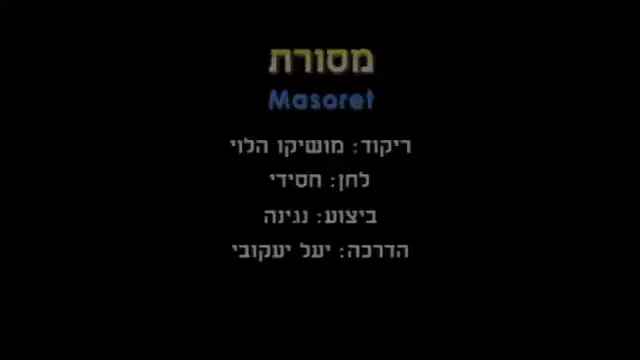 מסורת
Masoret
ריקוד: מושיקו הלוי
לחן: חסידי
ביצוע: נגינה
הדרכה: יעל יעקובי